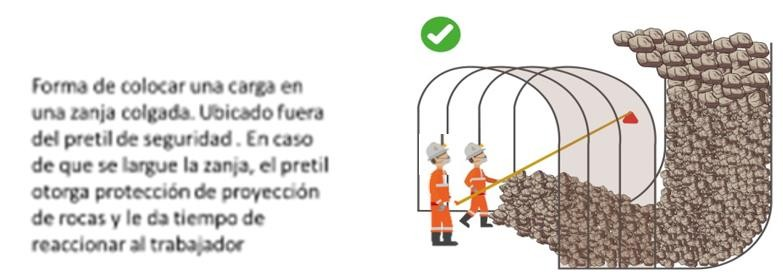 Forma de colocar una carga en
una zanja colgada. Ubicado fuera
del pretil de seguridad . En caso
de que se largue la zanja, el pretil
otorga protección de proyección
de rocas y le da tiempo de
reaccionar al trabajador